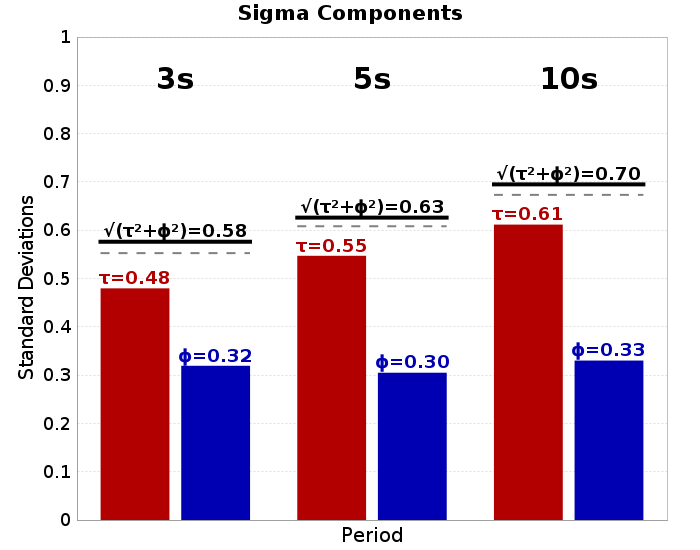 Sigma Components
1
0.9
0.8
0.7
0.6
0.5
0.4
0.3
0.2
0.1
0
Standard Deviations
3s
5s
10s
√(τ²+ϕ²)=0.58
τ=0.48
ϕ=0.32
√(τ²+ϕ²)=0.63
τ=0.55
ϕ=0.30
√(τ²+ϕ²)=0.70
τ=0.61
ϕ=0.33
Period